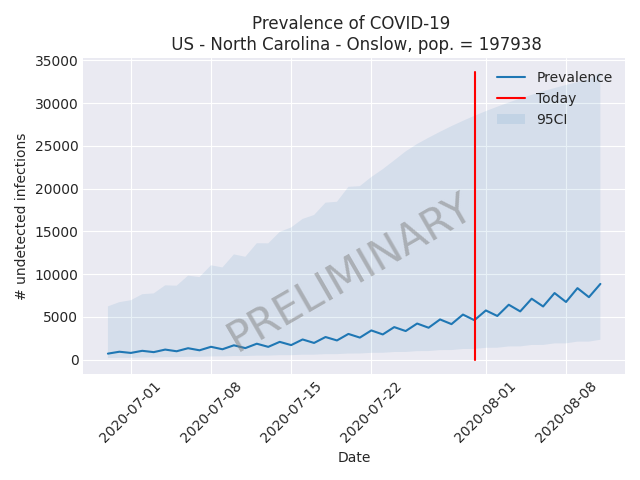 Prevalence of COVID-19
US - North Carolina - Onslow, pop. = 197938
35000
30000
25000
20000
15000
10000
5000
0
# undetected infections
Prevalence
Today
95CI
PRELIMINARY
2020-07-01
2020-07-08
2020-07-15
2020-07-22
2020-08-01
2020-08-08
Date